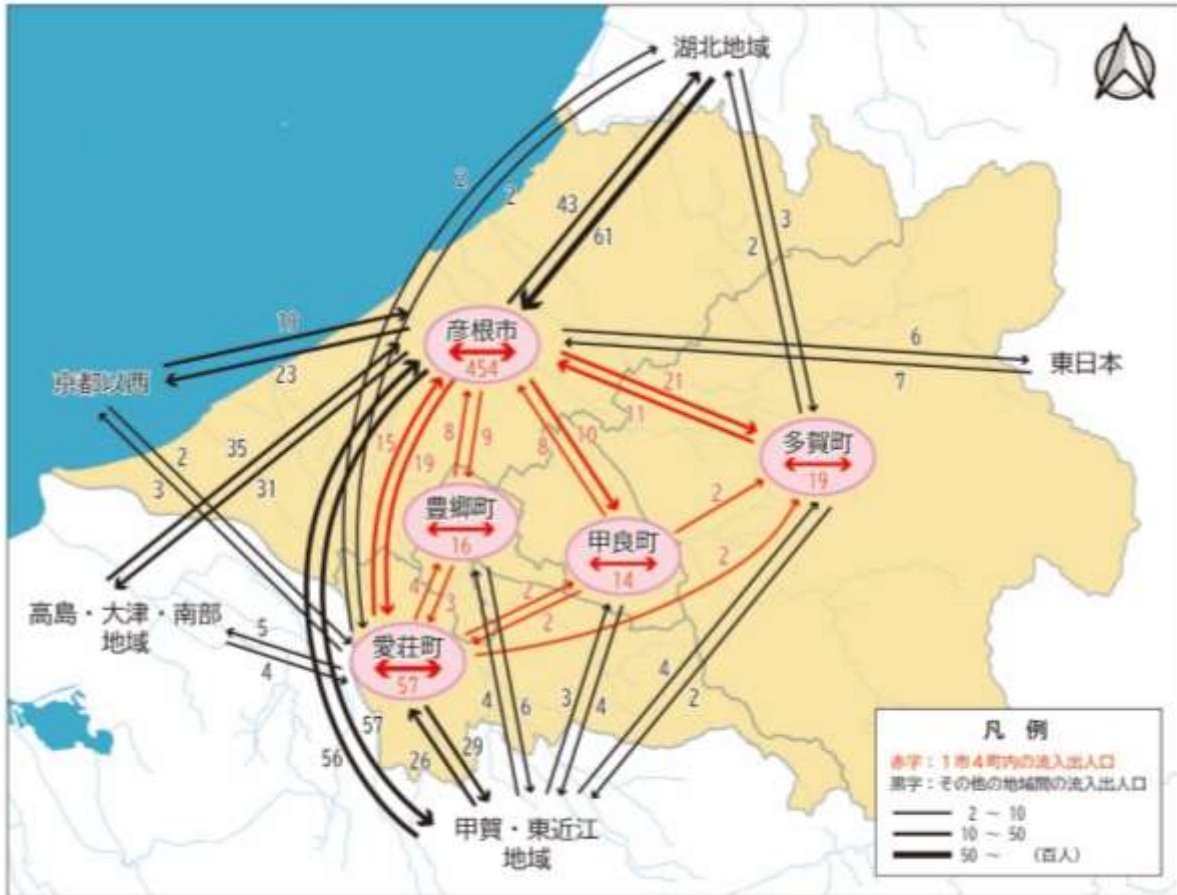 湖北地域
2
2
43
61
3
2
彦根市
454
19
23
京都以西
6
7
東日本
21
11
多賀町
19
35
31
2
3
15
19
8
9
10
8
豊郷町
16
甲良町
14
2
2
4
3
2
2
高島・大津・南部
地域
5
4
愛荘町
57
57
56
26
29
4
6
3
4
4
2
甲賀・東近江
地域
凡 例
赤字：1市4町内の流入出人口
黒字：その他の地域間の流入出人口
2 ～ 10
10 ～ 50
50 ～ （百人）